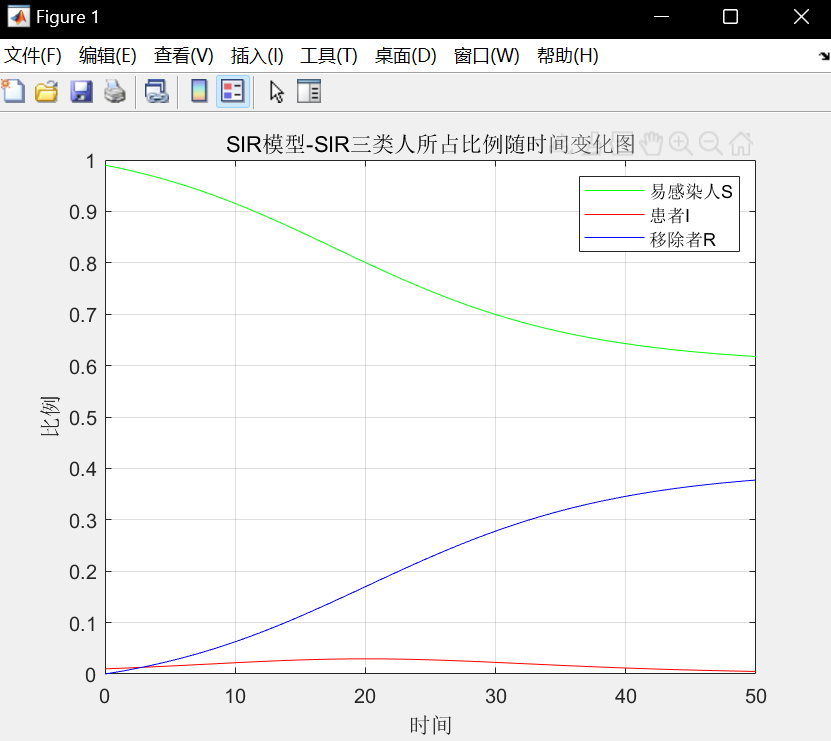 Figure 1
文件(F) 编辑(E) 查看(V) 插入(I) 工具(T) 桌面(D) 窗口(W) 帮助(H)
SIR模型-SIR三类人所占比例随时间变化图
易感染人S
患者I
移除者R
1
0.9
0.8
0.7
0.6
0.5
0.4
0.3
0.2
0.1
0
比例
0 10 20 30 40 50
时间